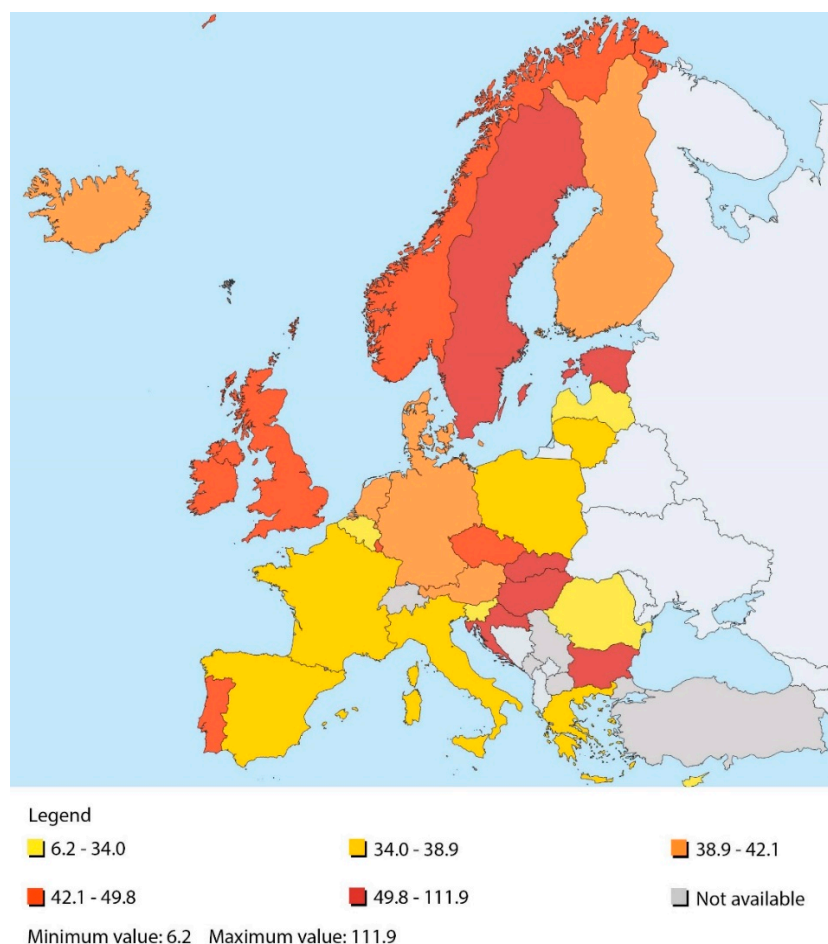 Legend
6.2 - 34.0 34.0 - 38.9 38.9 - 42.1
42.1 - 49.8 49.8 - 111.9 Not available
Minimum value: 6.2 Maximum value: 111.9